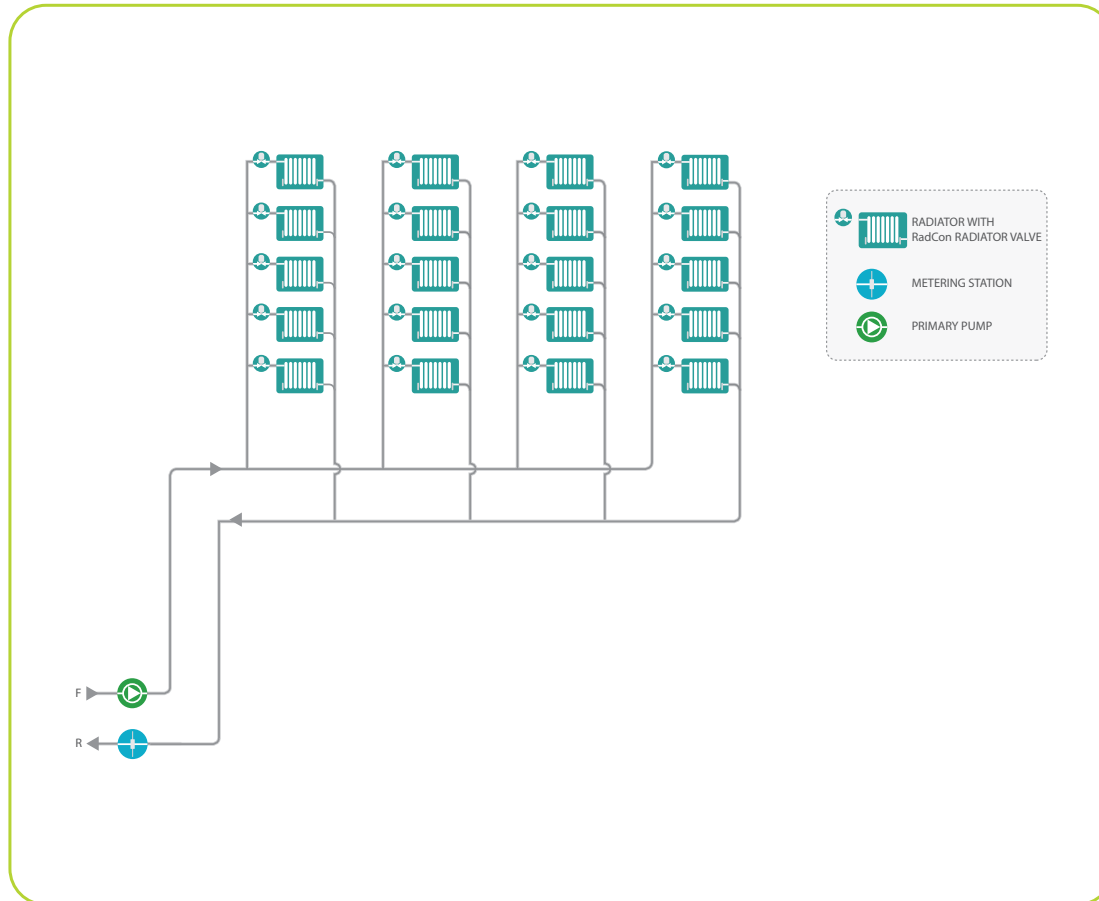 RADIATOR WITH
RadCon RADIATOR VALVE
METERING STATION
PRIMARY PUMP
F
R